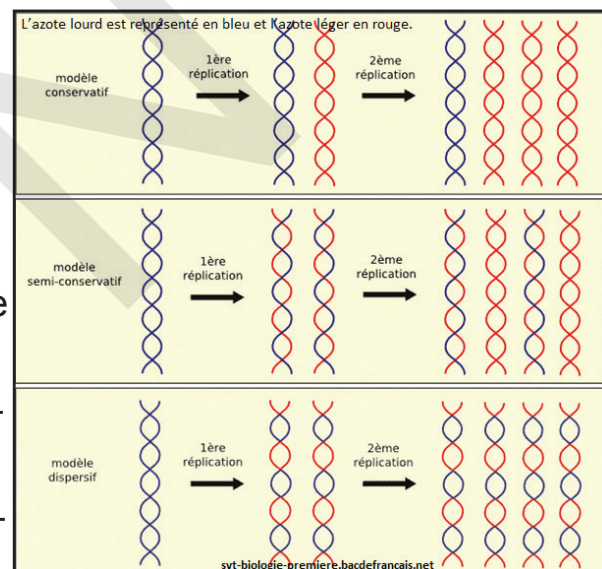 L'azote lourd est représenté en bleu et l'azote léger en rouge.
modèle
conservatif
1ère
réplication
2ème
réplication
modèle
semi-conservatif
1ère
réplication
2ème
réplication
e
modèle
dispersif
1ère
réplication
2ème
réplication
svt-biologie-premiere.bacdefrancais.net